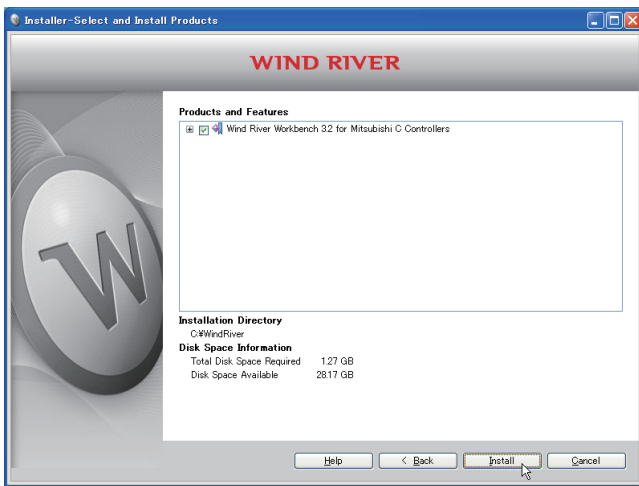 Installer-Select and Install Products
WIND RIVER
Products and Features
Wind River Workbench 3.2 for Mitsubishi C Controllers
W
Installation Directory
C:¥WindRiver
Disk Space Information
Total Disk Space Required 1.27 GB
Disk Space Available 28.17 GB
Help < Back Install Cancel